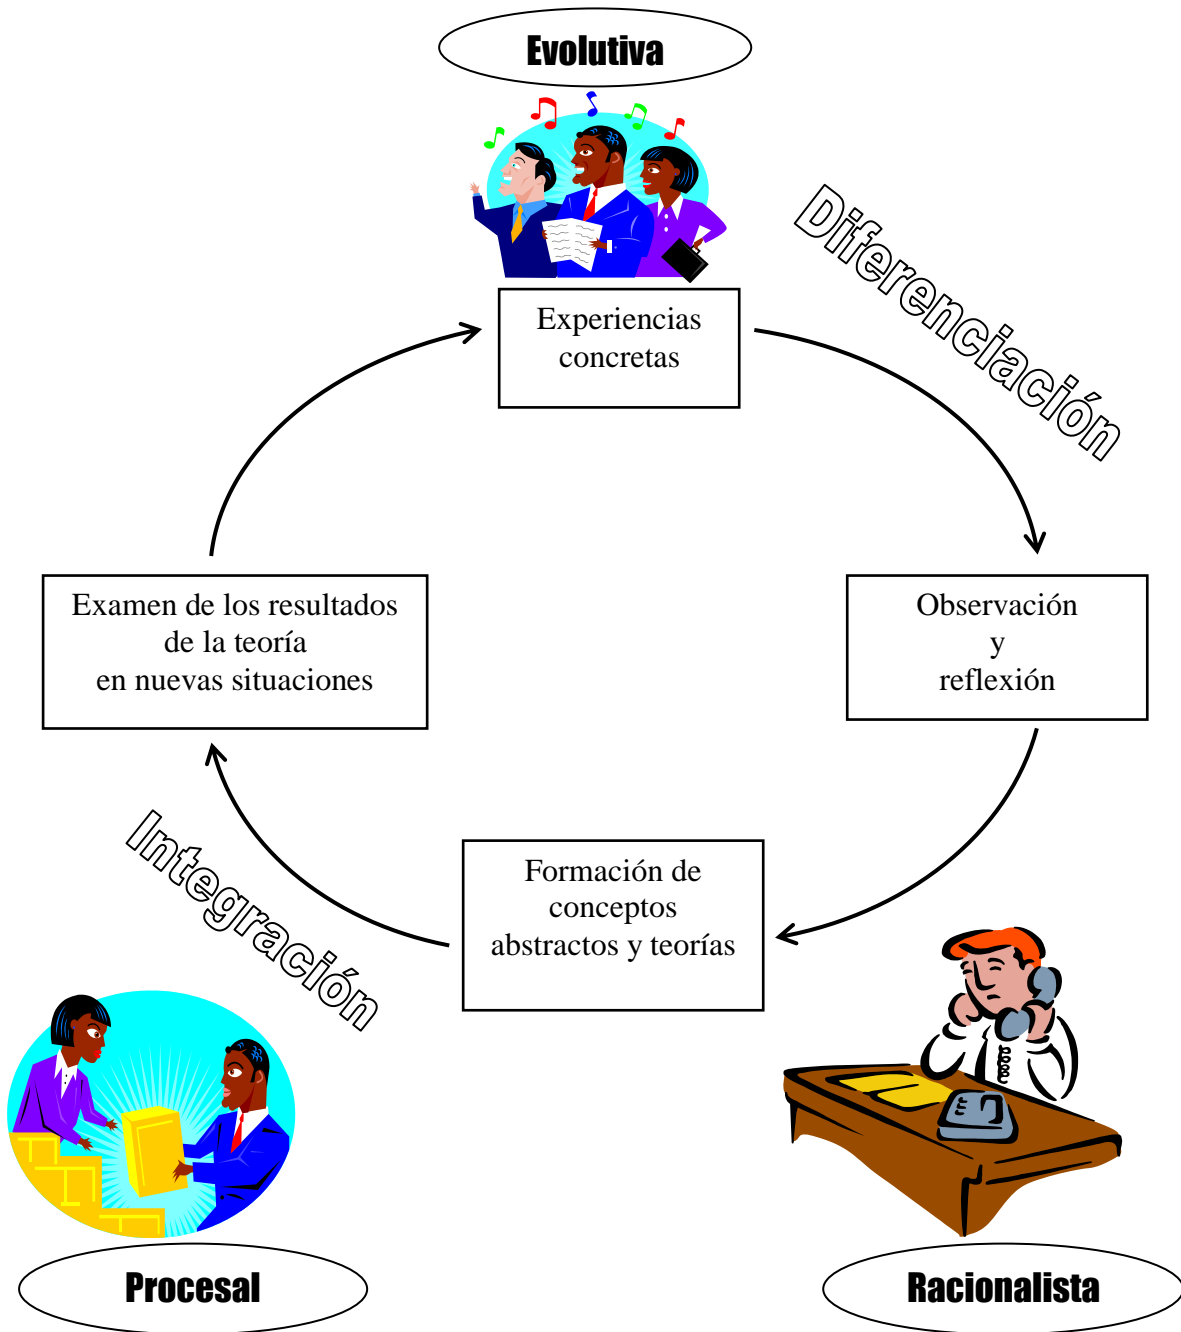 Evolutiva
Diferenciación
Experiencias
concretas
Observación
y
reflexión
Formación de
conceptos
abstractos y teorías
Integración
Examen de los resultados
de la teoría
en nuevas situaciones
Procesal
Racionalista